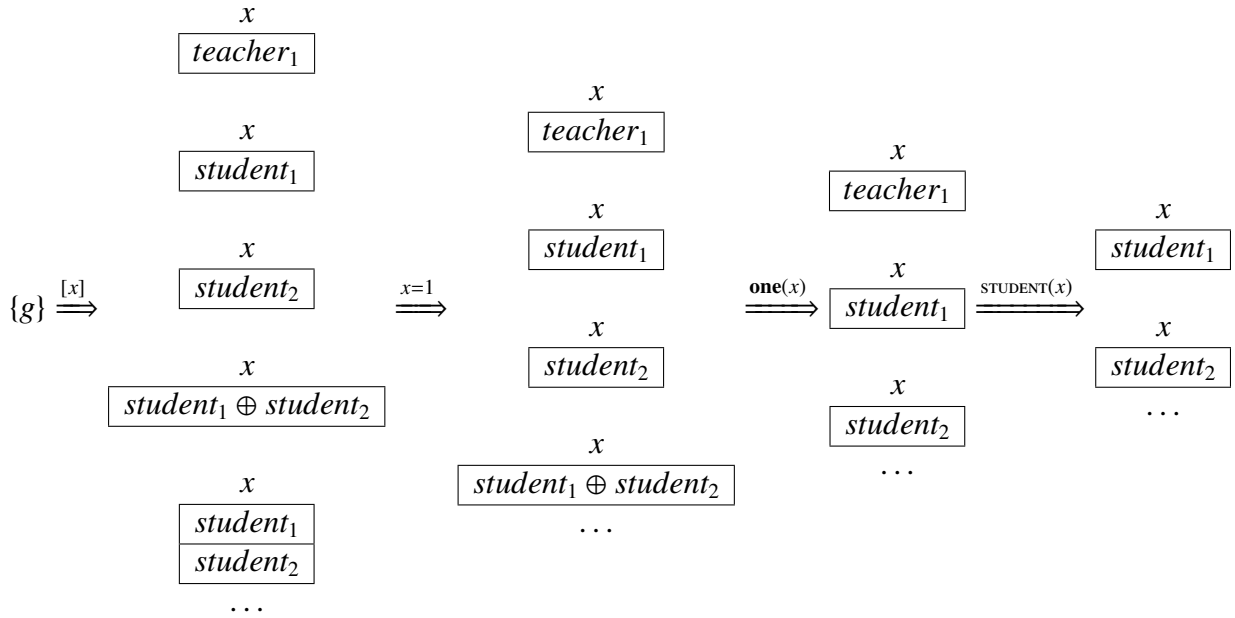 {g}
[x]
⟹
x
teacher₁
x
student₁
x
student₂
x
student₁ ⊕ student₂
x
student₁
student₂
...
x=1
⟹
x
teacher₁
x
student₁
x
student₂
x
student₁ ⊕ student₂
...
one(x)
⟹
x
teacher₁
x
student₁
x
student₂
...
STUDENT(x)
⟹
x
student₁
x
student₂
...